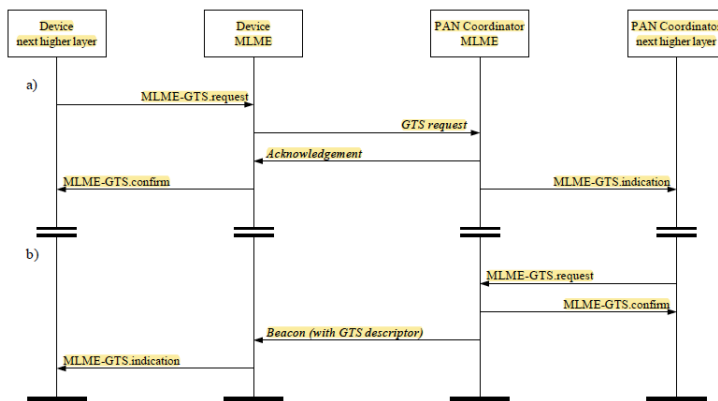 Device
next higher layer
Device
MLME
PAN Coordinator
MLME
PAN Coordinator
next higher layer
a)
MLME-GTS.request
GTS request
Acknowledgement
MLME-GTS.confirm
MLME-GTS.indication
b)
MLME-GTS.request
MLME-GTS.confirm
Beacon (with GTS descriptor)
MLME-GTS.indication